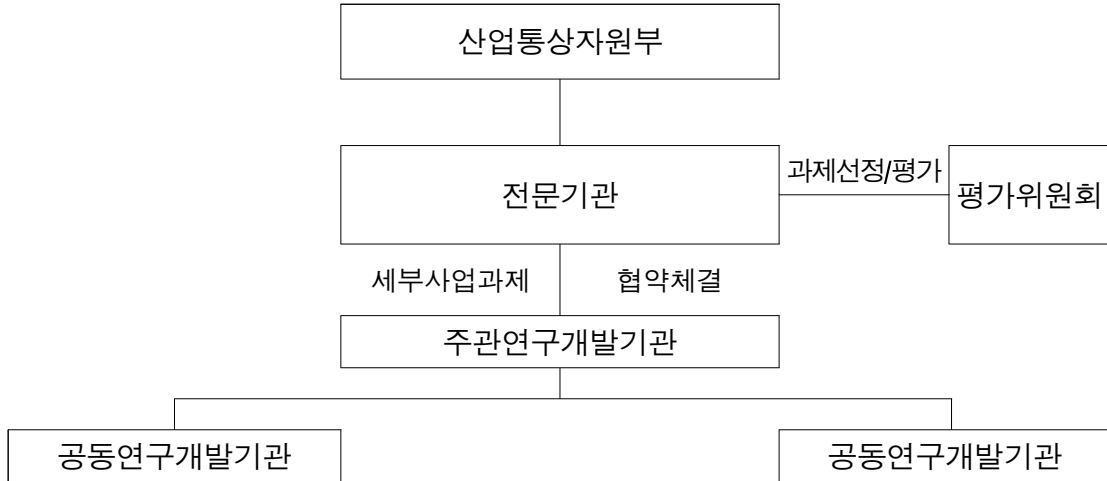 산업통상자원부
전문기관
과제선정/평가
평가위원회
세부사업과제
협약체결
주관연구개발기관
공동연구개발기관
공동연구개발기관